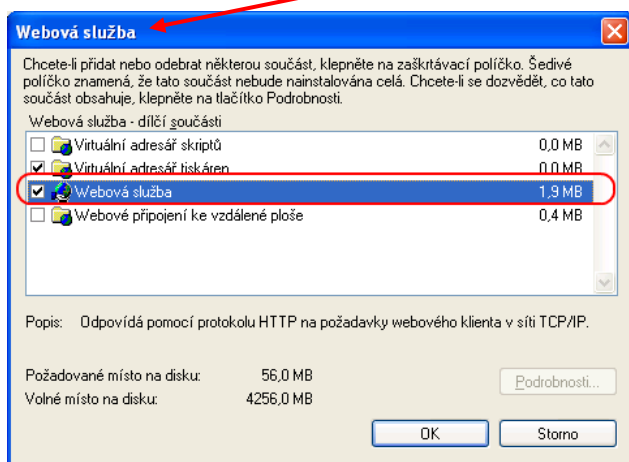 Webová služba
Chcete-li přidat nebo odebrat některou součást, klepněte na zaškrtávací políčko. Šedivé
políčko znamená, že tato součást nebude nainstalována celá. Chcete-li se dozvědět, co tato
součást obsahuje, klepněte na tlačítko Podrobnosti.
Webová služba - dílčí součásti
Virtuální adresář skriptů 0,0 MB
Virtuální adresář tiskáren 0,0 MB
Webová služba 1,9 MB
Webové připojení ke vzdálené ploše 0,4 MB
Popis: Odpovídá pomocí protokolu HTTP na požadavky webového klienta v síti TCP/IP.
Požadované místo na disku: 56,0 MB
Podrobnosti...
Volné místo na disku: 4256,0 MB
OK Storno